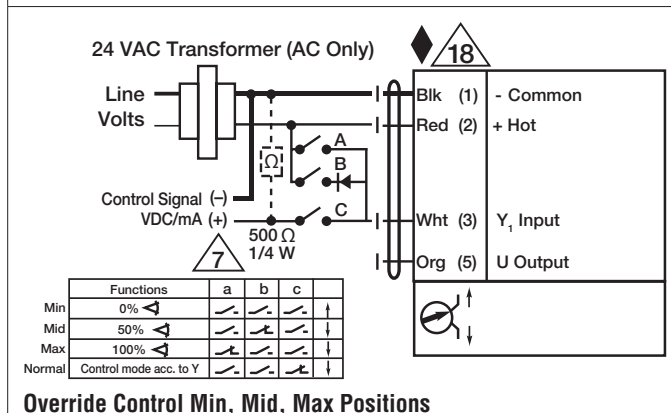 24 VAC Transformer (AC Only)
18
Line
Volts
Blk (1) - Common
Red (2) + Hot
A
Ω
B
Control Signal (–)
VDC/mA (+)
C
Wht (3) Y1 Input
500 Ω
1/4 W
7
Org (5) U Output
Functions a b c
Min 0%
Mid 50%
Max 100%
Normal Control mode acc. to Y
Override Control Min, Mid, Max Positions